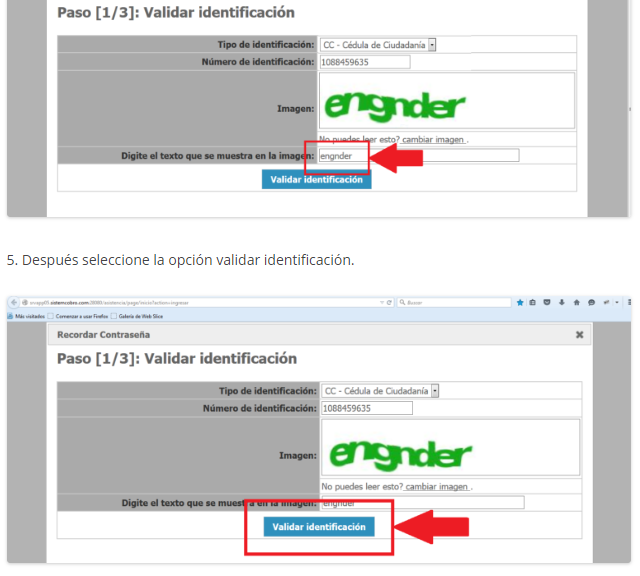 Paso [1/3]: Validar identificación
Tipo de identificación: CC - Cédula de Ciudadanía
Número de identificación: 1088459635
Imagen: engnder
No puedes leer esto? cambiar imagen .
Digite el texto que se muestra en la imagen: engnder
Validar identificación
5. Después seleccione la opción validar identificación.
Buscar
Más visitados Comenzar a usar Firefox Galería de Web Slice
Recordar Contraseña
Paso [1/3]: Validar identificación
Tipo de identificación: CC - Cédula de Ciudadanía
Número de identificación: 1088459635
Imagen: engnder
No puedes leer esto? cambiar imagen .
Digite el texto que se muestra en la imagen: engnder
Validar identificación